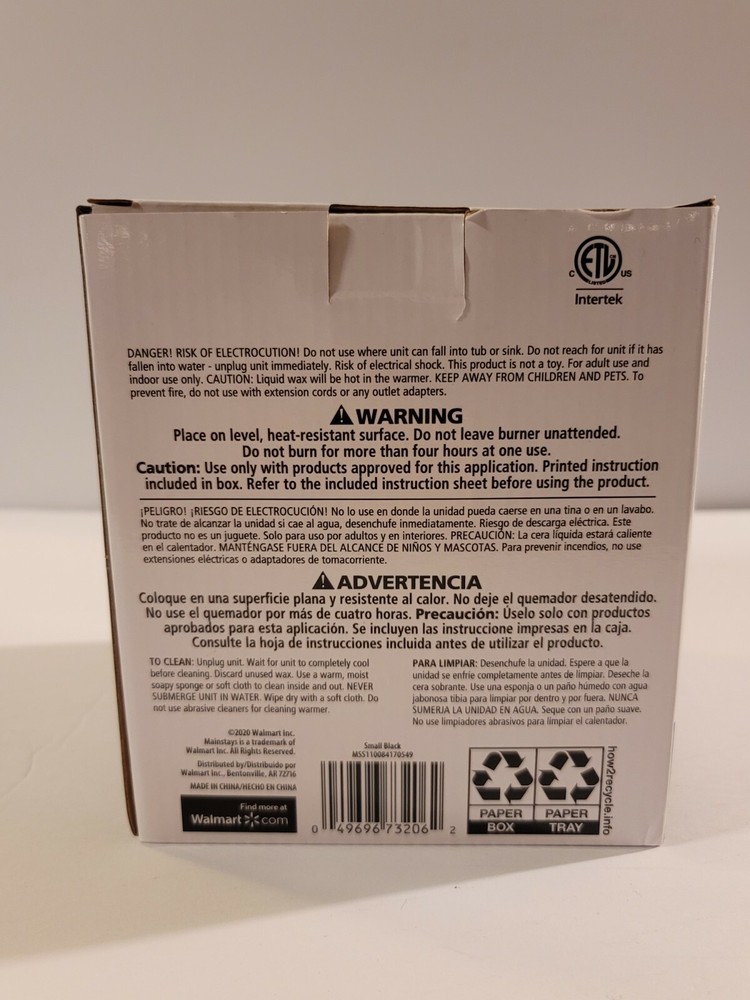 ETL
C US
LISTED
Intertek
DANGER! RISK OF ELECTROCUTION! Do not use where unit can fall into tub or sink. Do not reach for unit if it has
fallen into water - unplug unit immediately. Risk of electrical shock. This product is not a toy. For adult use and
indoor use only. CAUTION: Liquid wax will be hot in the warmer. KEEP AWAY FROM CHILDREN AND PETS. To
prevent fire, do not use with extension cords or any outlet adapters.
WARNING
Place on level, heat-resistant surface. Do not leave burner unattended.
Do not burn for more than four hours at one use.
Caution: Use only with products approved for this application. Printed instruction
included in box. Refer to the included instruction sheet before using the product.
¡PELIGRO! ¡RIESGO DE ELECTROCUCIÓN! No lo use en donde la unidad pueda caerse en una tina o en un lavabo.
No trate de alcanzar la unidad si cae al agua, desenchufe inmediatamente. Riesgo de descarga eléctrica. Este
producto no es un juguete. Solo para uso por adultos y en interiores. PRECAUCIÓN: La cera líquida estará caliente
en el calentador. MANTÉNGASE FUERA DEL ALCANCE DE NIÑOS Y MASCOTAS. Para prevenir incendios, no use
extensiones eléctricas o adaptadores de tomacorriente.
ADVERTENCIA
Coloque en una superficie plana y resistente al calor. No deje el quemador desatendido.
No use el quemador por más de cuatro horas. Precaución: Úselo solo con productos
aprobados para esta aplicación. Se incluyen las instruccione impresas en la caja.
Consulte la hoja de instrucciones incluida antes de utilizar el producto.
TO CLEAN: Unplug unit. Wait for unit to completely cool
before cleaning. Discard unused wax. Use a warm, moist
soapy sponge or soft cloth to clean inside and out. NEVER
SUBMERGE UNIT IN WATER. Wipe dry with a soft cloth. Do
not use abrasive cleaners for cleaning warmer.
PARA LIMPIAR: Desenchufe la unidad. Espere a que la
unidad se enfríe completamente antes de limpiar. Deseche la
cera sobrante. Use una esponja o un paño húmedo con agua
jabonosa tibia para limpiar por dentro y por fuera. NUNCA
SUMERJA LA UNIDAD EN AGUA. Seque con un paño suave.
No use limpiadores abrasivos para limpiar el calentador.
©2020 Walmart Inc.
Mainstays is a trademark of
Walmart Inc. All Rights Reserved.
Distributed by/Distribuido por
Walmart Inc., Bentonville, AR 72716
MADE IN CHINA/HECHO EN CHINA
Find more at
Walmart.com
Small Black
MS5110084170549
0 49696 73206 2
PAPER
BOX
PAPER
TRAY
how2recycle.info